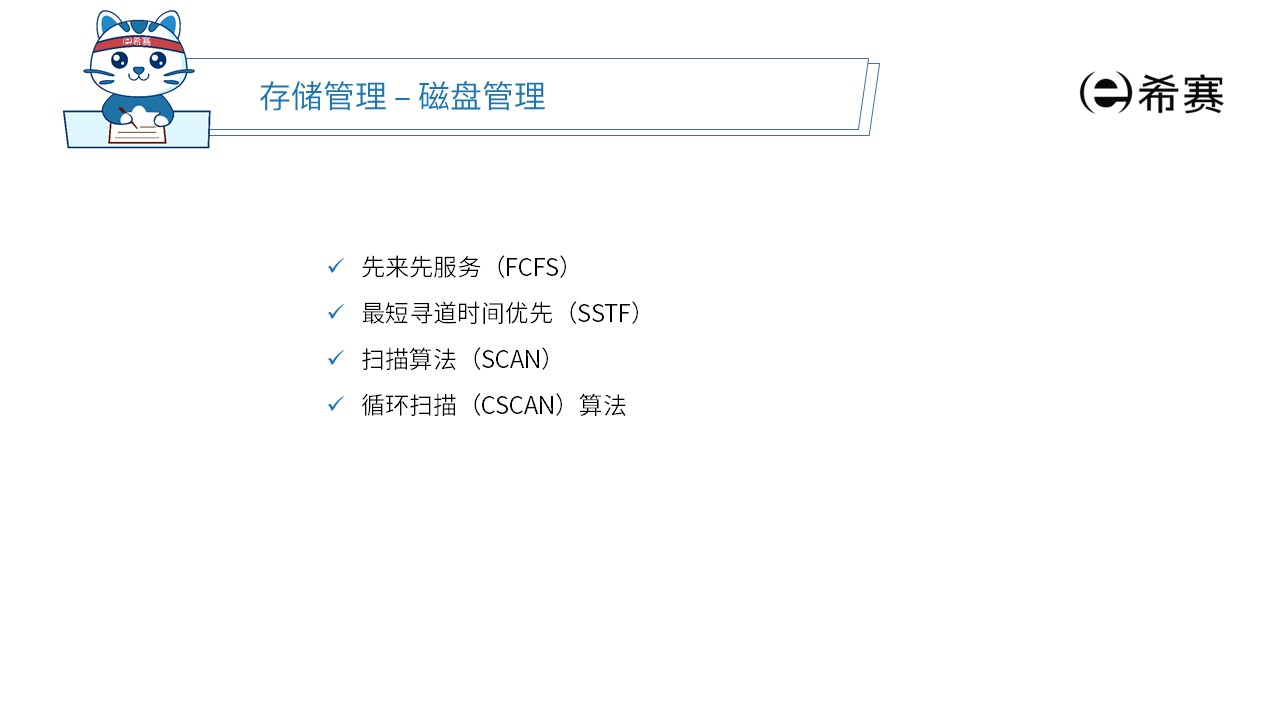 希赛
存储管理 – 磁盘管理
希赛
先来先服务（FCFS）
最短寻道时间优先（SSTF）
扫描算法（SCAN）
循环扫描（CSCAN）算法